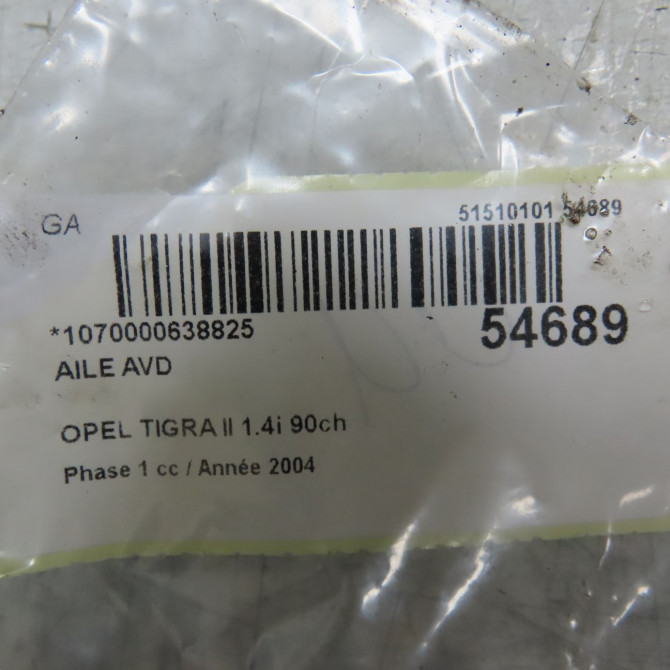 GA
51510101 54689
*1070000638825
54689
AILE AVD
OPEL TIGRA II 1.4i 90ch
Phase 1 cc / Année 2004